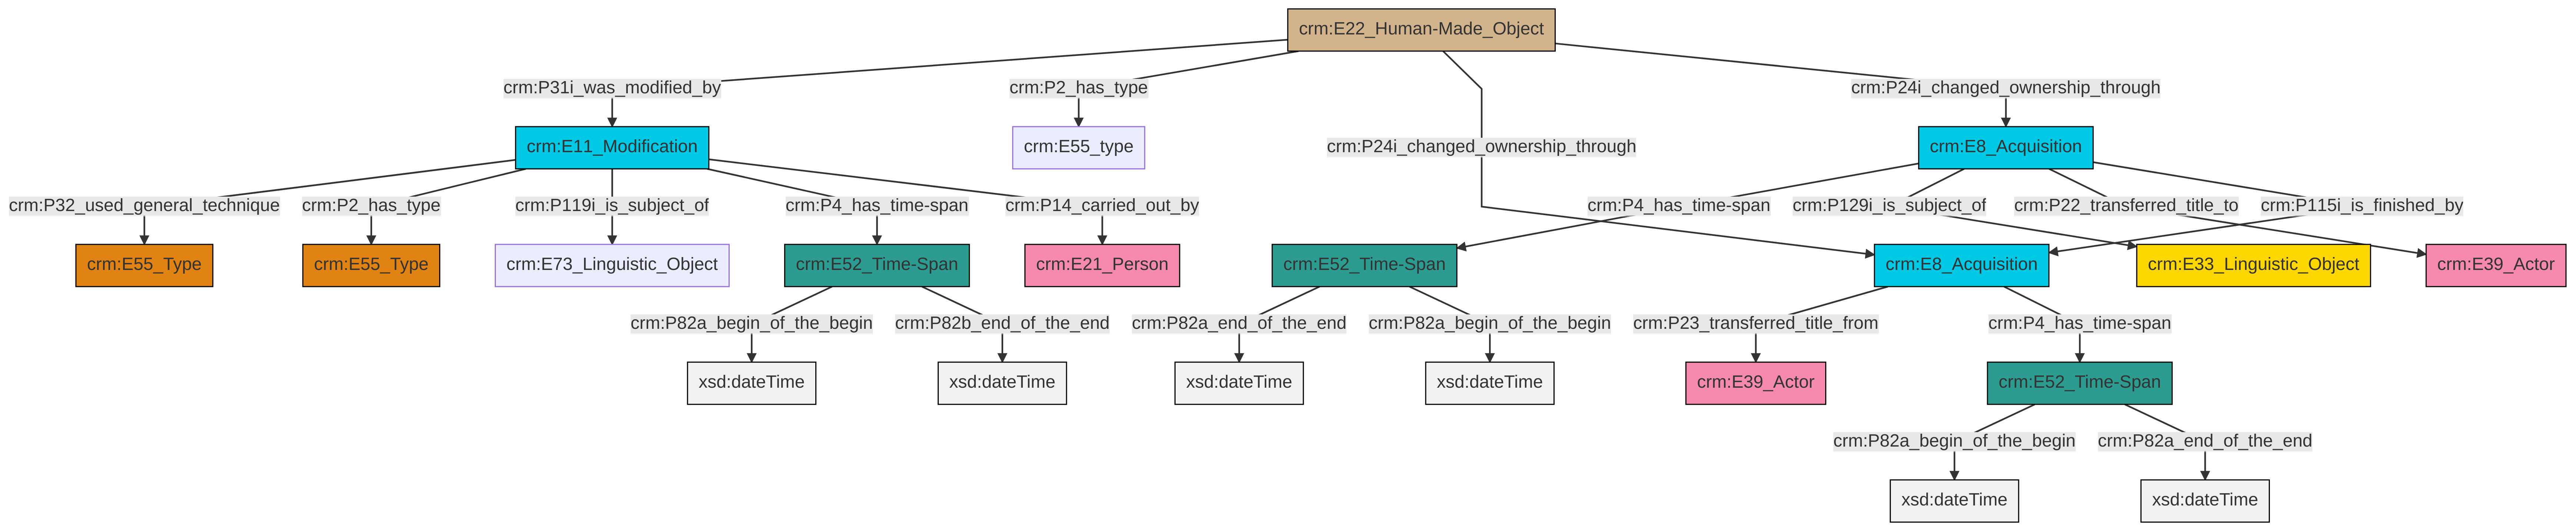 crm:E22_Human-Made_Object
crm:P31i_was_modified_by
crm:P2_has_type
crm:P24i_changed_ownership_through
crm:E11_Modification
crm:E55_type
crm:P24i_changed_ownership_through
crm:E8_Acquisition
crm:P32_used_general_technique
crm:P2_has_type
crm:P119i_is_subject_of
crm:P4_has_time-span
crm:P14_carried_out_by
crm:P4_has_time-span
crm:P129i_is_subject_of
crm:P22_transferred_title_to
crm:P115i_is_finished_by
crm:E55_Type
crm:E55_Type
crm:E73_Linguistic_Object
crm:E52_Time-Span
crm:E21_Person
crm:E52_Time-Span
crm:E8_Acquisition
crm:E33_Linguistic_Object
crm:E39_Actor
crm:P82a_begin_of_the_begin
crm:P82b_end_of_the_end
crm:P82a_end_of_the_end
crm:P82a_begin_of_the_begin
crm:P23_transferred_title_from
crm:P4_has_time-span
xsd:dateTime
xsd:dateTime
xsd:dateTime
xsd:dateTime
crm:E39_Actor
crm:E52_Time-Span
crm:P82a_begin_of_the_begin
crm:P82a_end_of_the_end
xsd:dateTime
xsd:dateTime